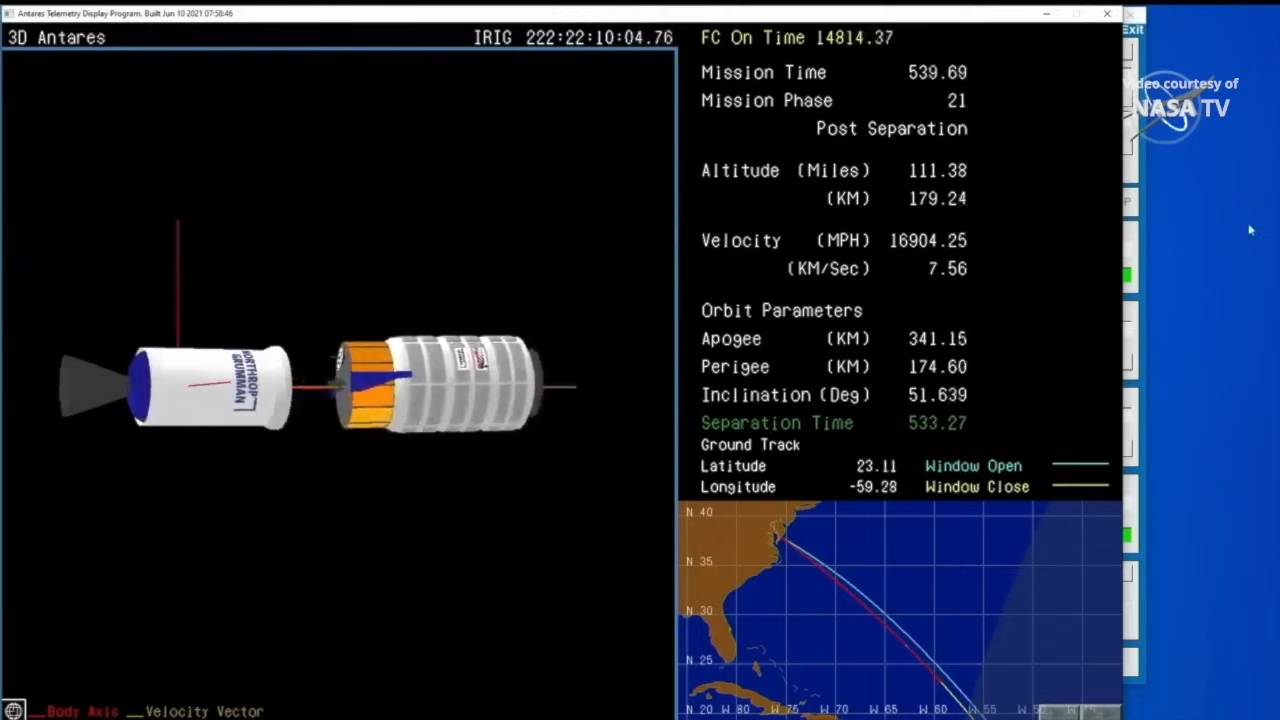 Antares Telemetry Display Program. Built Jun 10 2021 07:58:46
Exit
3D Antares
IRIG 222:22:10:04.76
FC On Time 14814.37
Mission Time 539.69
Mission Phase 21
Post Separation
Altitude (Miles) 111.38
(KM) 179.24
Velocity (MPH) 16904.25
(KM/Sec) 7.56
Orbit Parameters
Apogee (KM) 341.15
Perigee (KM) 174.60
Inclination (Deg) 51.639
Separation Time 533.27
Ground Track
Latitude 23.11 Window Open
Longitude -59.28 Window Close
Video courtesy of
NASA TV
NORTHROP
GRUMMAN
N 40
N 35
N 30
N 25
N 20 W 80 W 75 W 70 W 65 W 60 W 55
Body Axis Velocity Vector